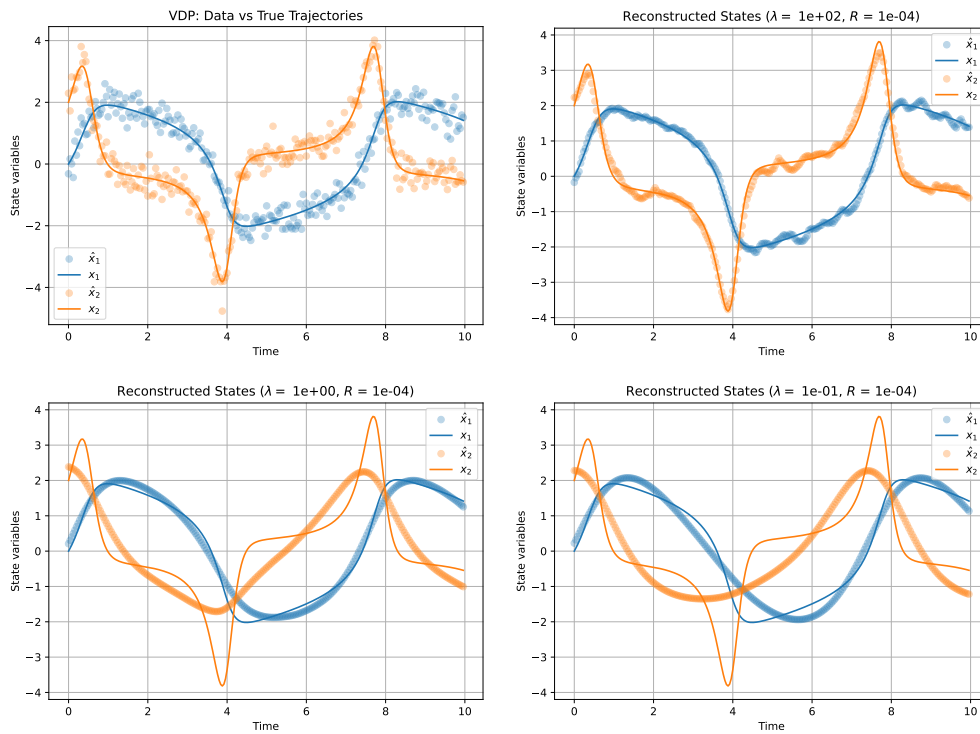 VDP: Data vs True Trajectories
State variables
4
2
0
−2
−4
x̂₁
x₁
x̂₂
x₂
0 2 4 6 8 10
Time
Reconstructed States (λ = 1e+02, R = 1e-04)
State variables
4
3
2
1
0
−1
−2
−3
−4
x̂₁
x₁
x̂₂
x₂
0 2 4 6 8 10
Time
Reconstructed States (λ = 1e+00, R = 1e-04)
State variables
4
3
2
1
0
−1
−2
−3
−4
x̂₁
x₁
x̂₂
x₂
0 2 4 6 8 10
Time
Reconstructed States (λ = 1e-01, R = 1e-04)
State variables
4
3
2
1
0
−1
−2
−3
−4
x̂₁
x₁
x̂₂
x₂
0 2 4 6 8 10
Time